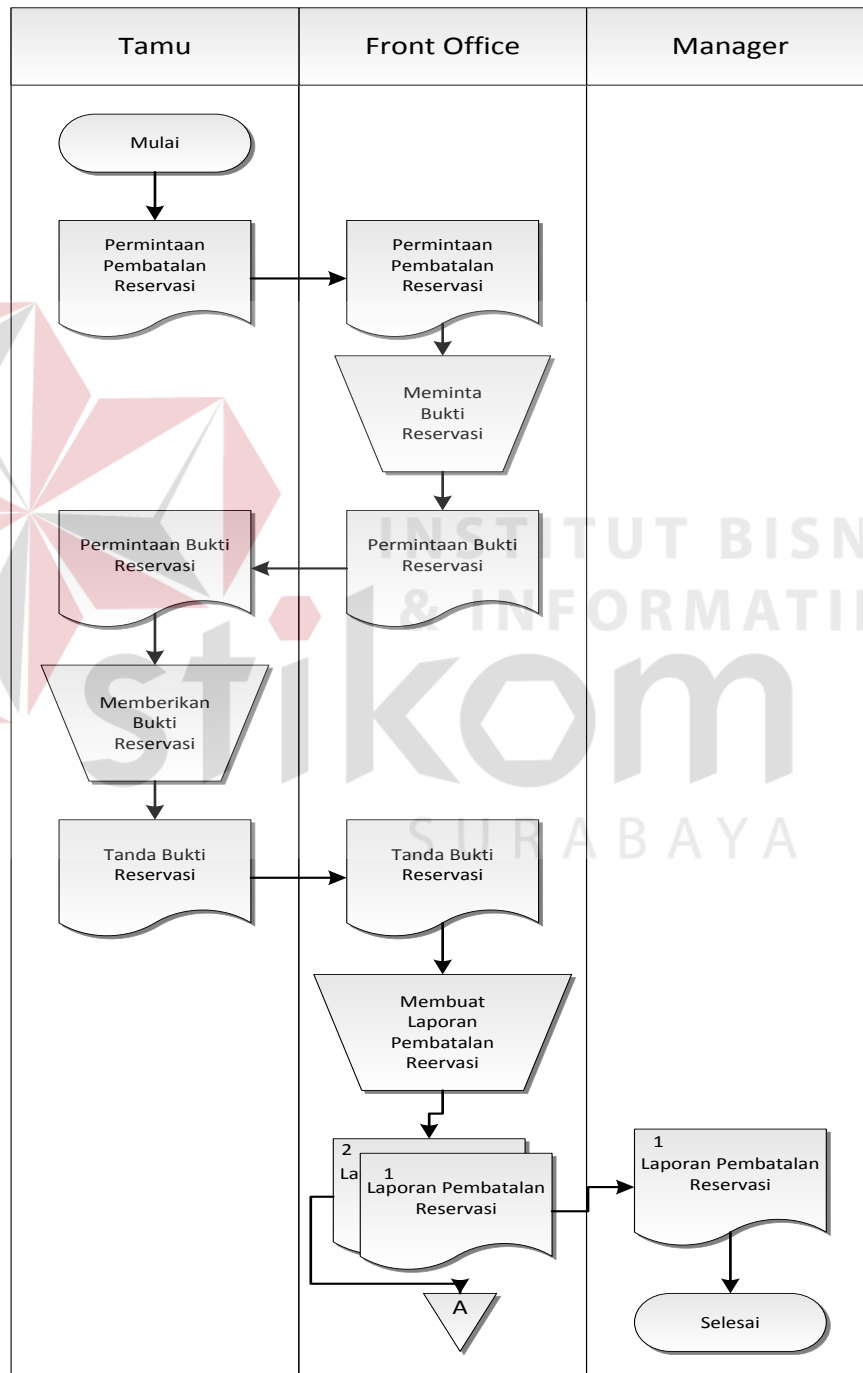 Tamu
Front Office
Manager
Mulai
Permintaan
Pembatalan
Reservasi
Permintaan
Pembatalan
Reservasi
Meminta
Bukti
Reservasi
Permintaan Bukti
Reservasi
Permintaan Bukti
Reservasi
INSTITUT BISN
& INFORMATI
stikom
SURABAYA
Memberikan
Bukti
Reservasi
Tanda Bukti
Reservasi
Tanda Bukti
Reservasi
Membuat
Laporan
Pembatalan
Reervasi
2
La
1
Laporan Pembatalan
Reservasi
1
Laporan Pembatalan
Reservasi
A
Selesai